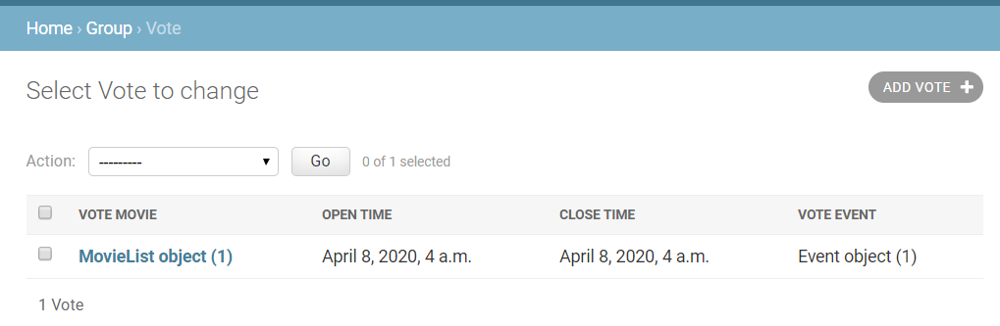 Home › Group › Vote
Select Vote to change
ADD VOTE +
Action: --------- Go 0 of 1 selected
VOTE MOVIE OPEN TIME CLOSE TIME VOTE EVENT
MovieList object (1) April 8, 2020, 4 a.m. April 8, 2020, 4 a.m. Event object (1)
1 Vote